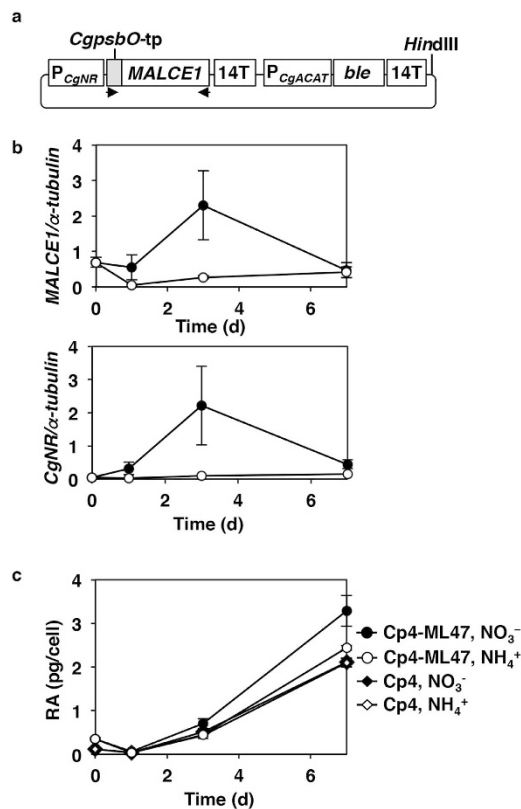 a
CgpsbO-tp
HindIII
PCgNR MALCE1 14T PCgACAT ble 14T
b
MALCE1/α-tubulin
4
3
2
1
0
0 2 4 6
Time (d)
CgNR/α-tubulin
4
3
2
1
0
0 2 4 6
Time (d)
c
RA (pg/cell)
4
3
2
1
0
0 2 4 6
Time (d)
Cp4-ML47, NO₃⁻
Cp4-ML47, NH₄⁺
Cp4, NO₃⁻
Cp4, NH₄⁺